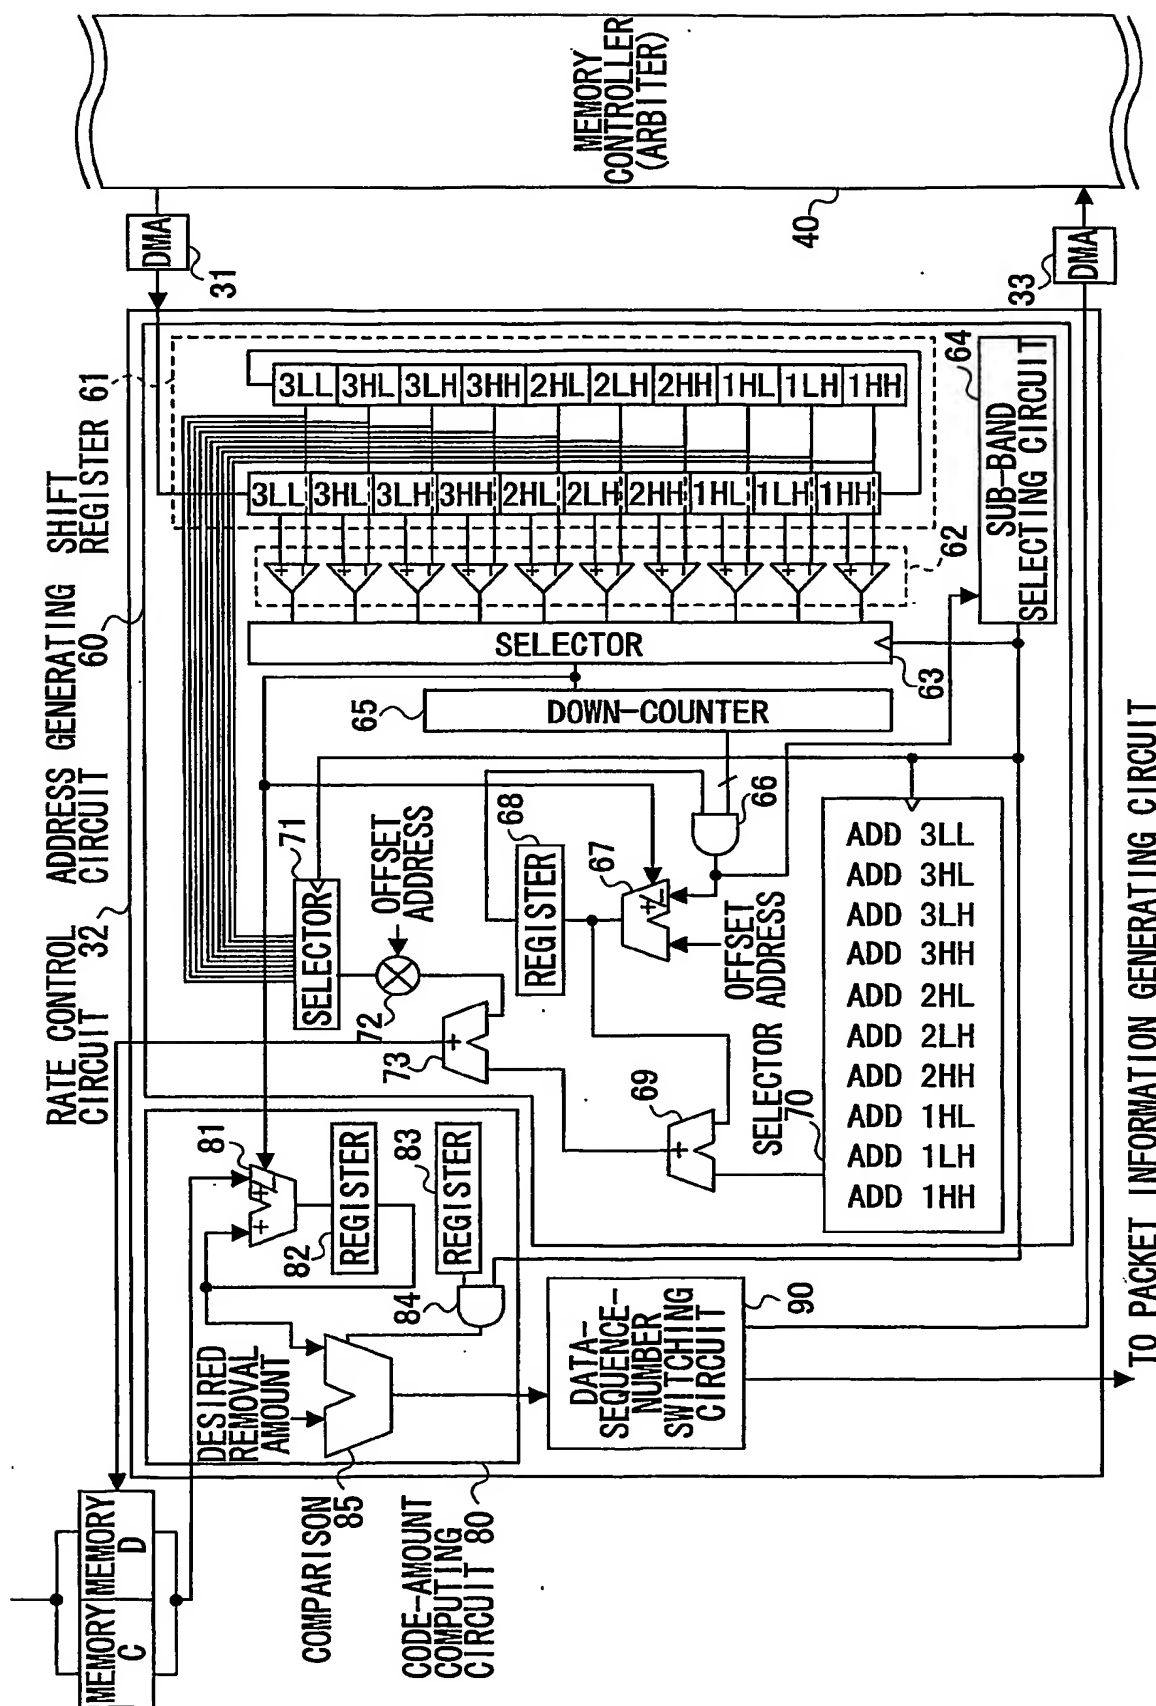 MEMORY
CONTROLLER
(ARBITER)
40
DMA
31
DMA
33
RATE CONTROL
CIRCUIT 32
ADDRESS GENERATING
CIRCUIT 60
SHIFT
REGISTER 61
3LL
3HL
3LH
3HH
2HL
2LH
2HH
1HL
1LH
1HH
3LL
3HL
3LH
3HH
2HL
2LH
2HH
1HL
1LH
1HH
+ -
+ -
+ -
+ -
+ -
+ -
+ -
+ -
+ -
+ -
62
SUB-BAND
SELECTING CIRCUIT
64
SELECTOR
63
65
DOWN-COUNTER
66
71
SELECTOR
OFFSET
ADDRESS
72
73
+
68
REGISTER
67
+/-
OFFSET
ADDRESS
69
+
SELECTOR
70
ADD 3LL
ADD 3HL
ADD 3LH
ADD 3HH
ADD 2HL
ADD 2LH
ADD 2HH
ADD 1HL
ADD 1LH
ADD 1HH
81
+ +/-
82
REGISTER
83
REGISTER
84
DESIRED
REMOVAL
AMOUNT
COMPARISON
85
CODE-AMOUNT
COMPUTING
CIRCUIT 80
DATA-
SEQUENCE-
NUMBER
SWITCHING
CIRCUIT
90
MEMORY
C
MEMORY
D
TO PACKET INFORMATION GENERATING CIRCUIT